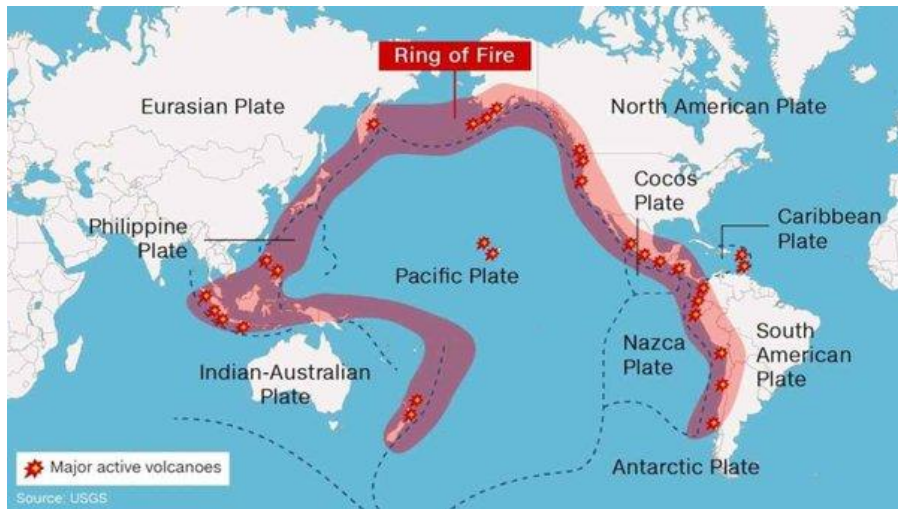 Ring of Fire
Eurasian Plate
North American Plate
Cocos
Plate
Philippine
Plate
Caribbean
Plate
Pacific Plate
Nazca
Plate
South
American
Plate
Indian-Australian
Plate
Antarctic Plate
Major active volcanoes
Source: USGS